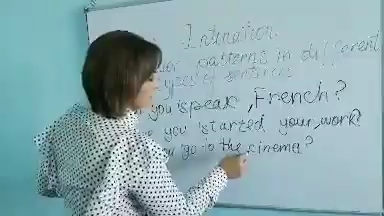 Intonation
patterns in different
types of sentences
you 'speak , French?
you 'started your work?
'go to the cinema?